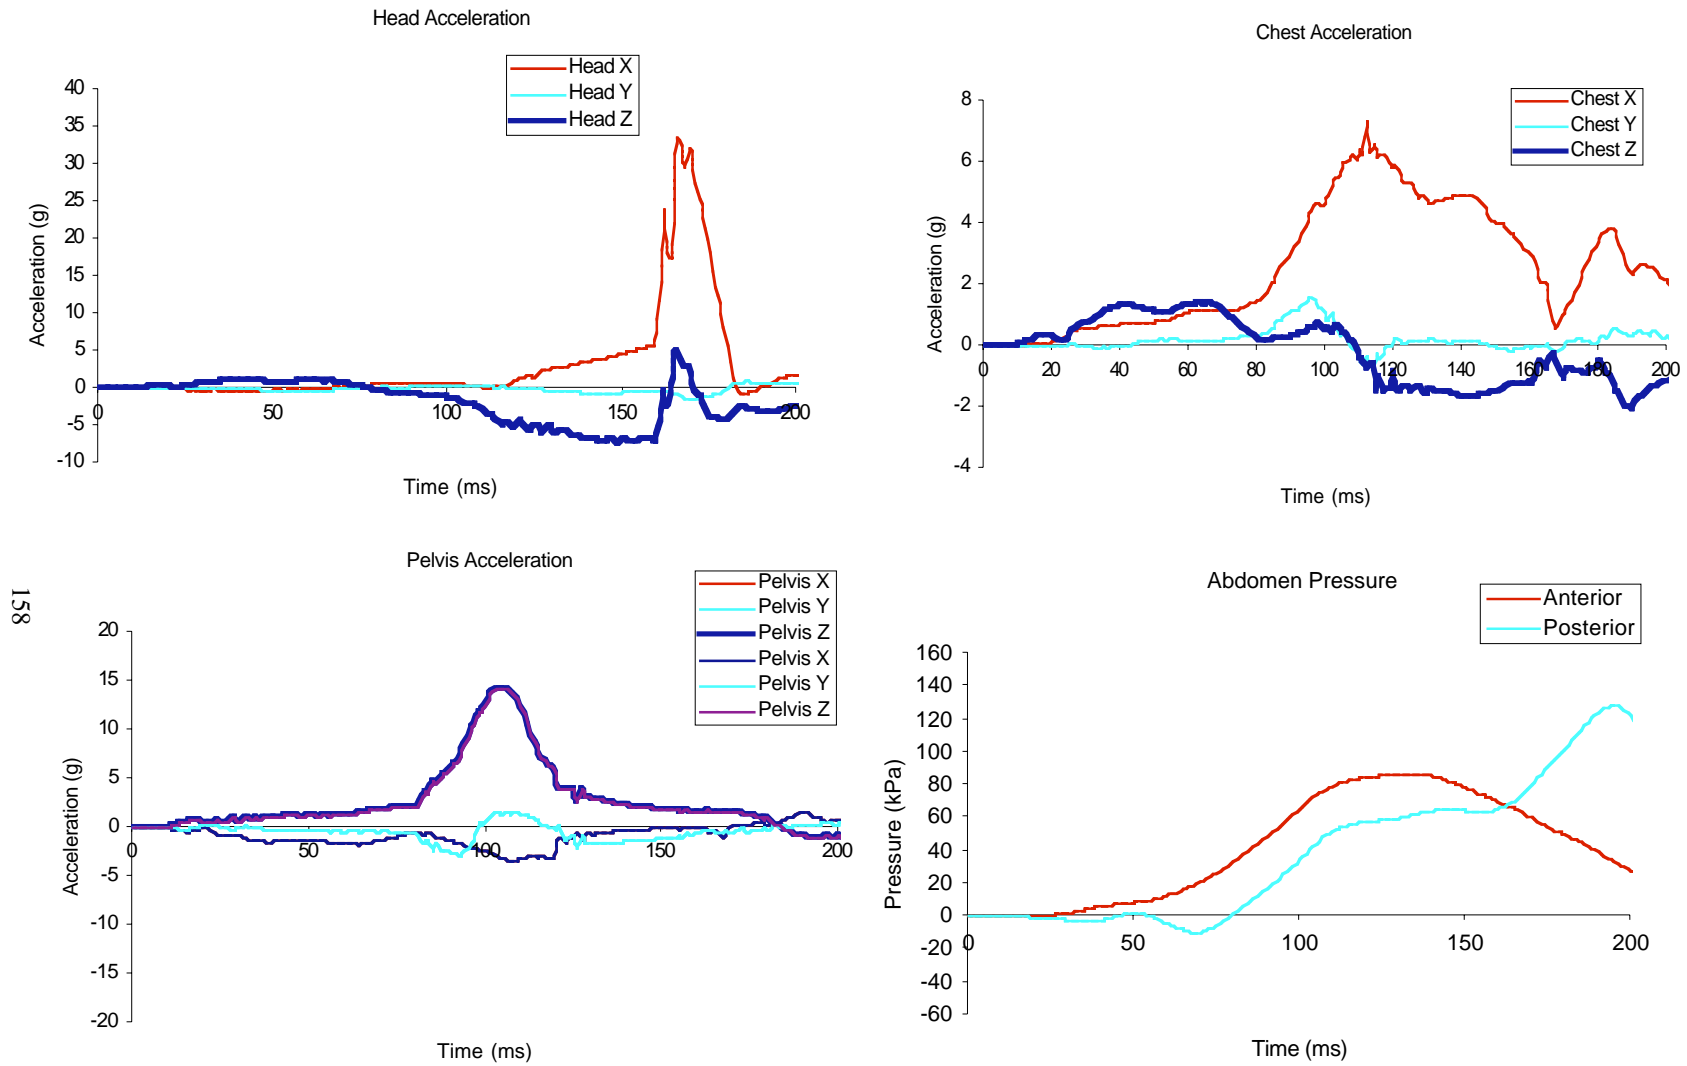 Head Acceleration
Head X
Head Y
Head Z
40
35
30
25
20
15
10
5
0
-5
-10
0
50
100
150
200
Acceleration (g)
Time (ms)
Chest Acceleration
Chest X
Chest Y
Chest Z
8
6
4
2
0
-2
-4
0
20
40
60
80
100
120
140
160
180
200
Acceleration (g)
Time (ms)
158
Pelvis Acceleration
Pelvis X
Pelvis Y
Pelvis Z
Pelvis X
Pelvis Y
Pelvis Z
20
15
10
5
0
-5
-10
-15
-20
0
50
100
150
200
Acceleration (g)
Time (ms)
Abdomen Pressure
Anterior
Posterior
160
140
120
100
80
60
40
20
0
-20
-40
-60
0
50
100
150
200
Pressure (kPa)
Time (ms)